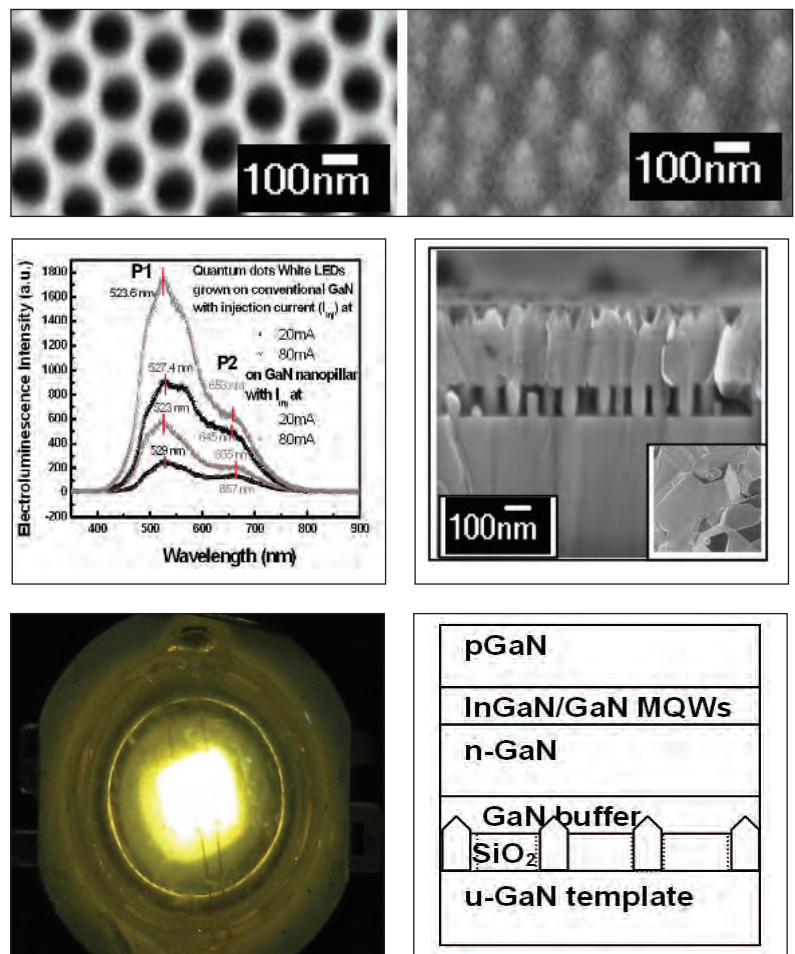 100nm
100nm
Electroluminescence Intensity (a.u.)
1800
1600
1400
1200
1000
800
600
400
200
0
-200
400
500
600
700
800
900
Wavelength (nm)
P1
523.6 nm
Quantum dots White LEDs
grown on conventional GaN
with injection current (Iinj) at
20mA
80mA
P2
on GaN nanopillar
with Iinj at
20mA
80mA
527.4 nm
653 nm
523 nm
645 nm
529 nm
657 nm
100nm
pGaN
InGaN/GaN MQWs
n-GaN
GaN buffer
SiO₂
u-GaN template